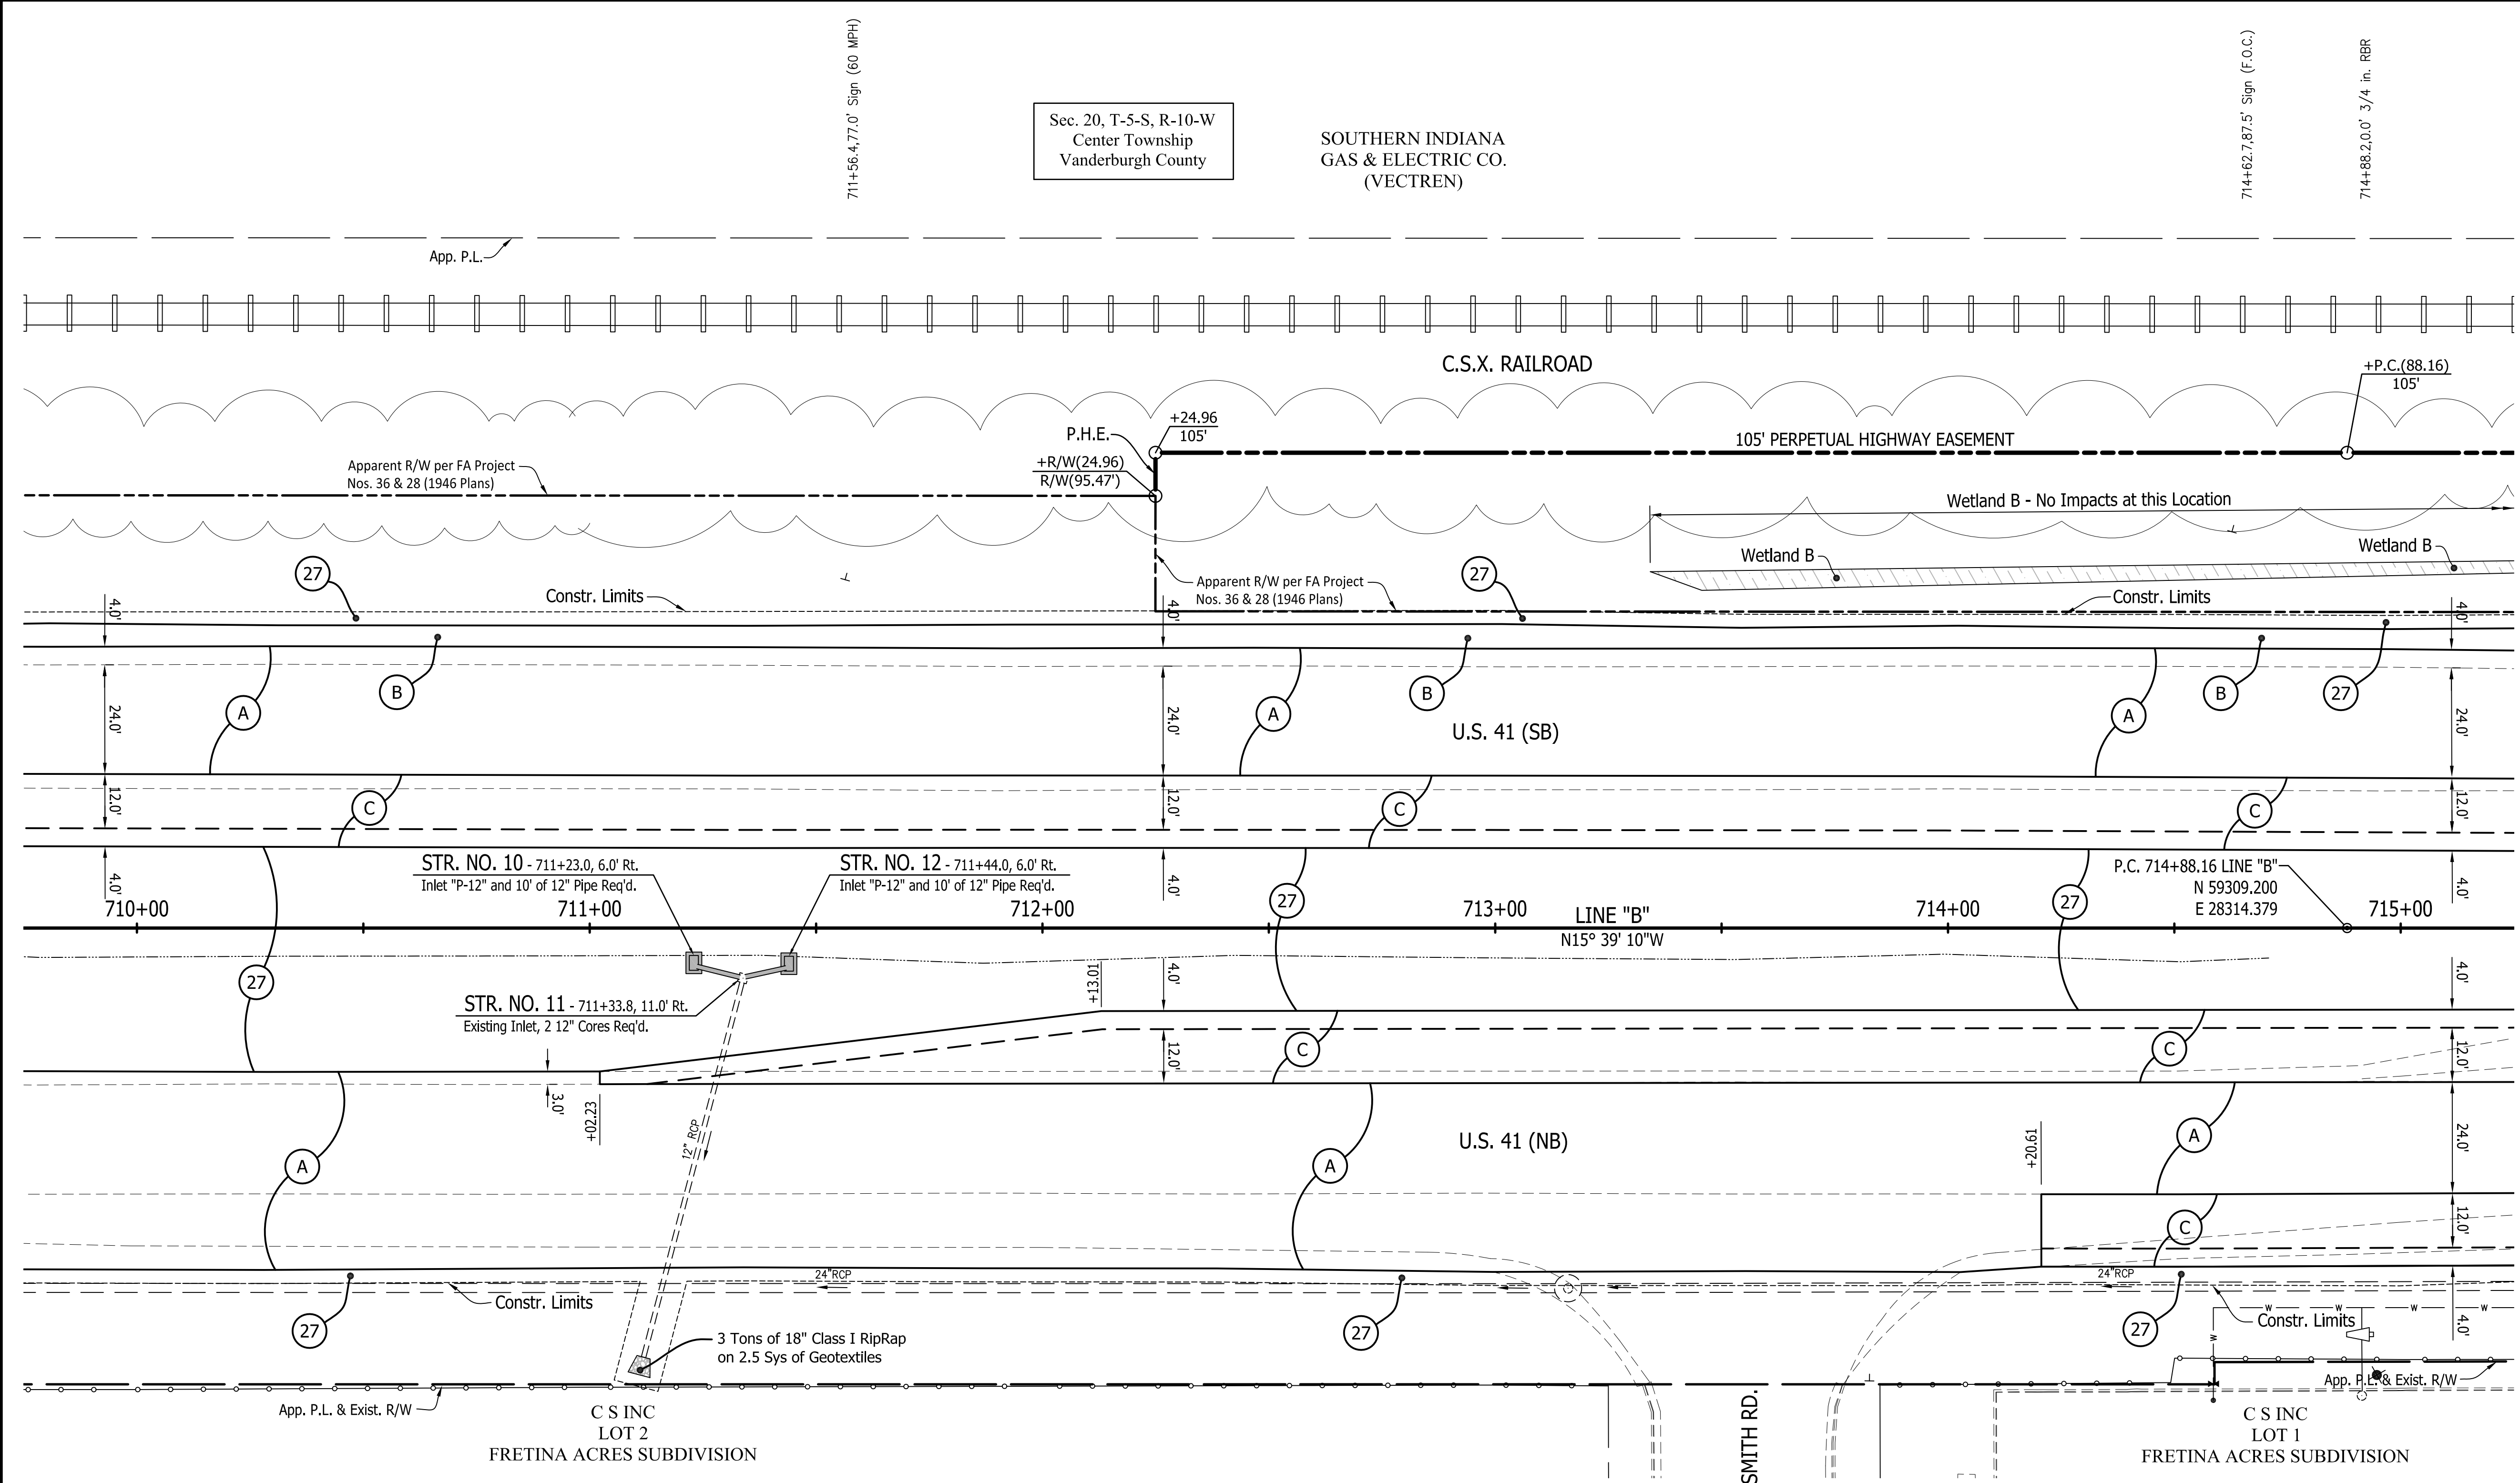 711+56.4,77.0' Sign (60 MPH)
714+62.7,87.5' Sign (F.O.C.)
714+88.2,0.0' 3/4 in. RBR
Sec. 20, T-5-S, R-10-W
Center Township
Vanderburgh County
SOUTHERN INDIANA
GAS & ELECTRIC CO.
(VECTREN)
App. P.L.
C.S.X. RAILROAD
+P.C.(88.16)
105'
+24.96
105'
P.H.E.
105' PERPETUAL HIGHWAY EASEMENT
+R/W(24.96)
R/W(95.47')
Apparent R/W per FA Project
Nos. 36 & 28 (1946 Plans)
Wetland B - No Impacts at this Location
Wetland B
Wetland B
27
27
Apparent R/W per FA Project
Nos. 36 & 28 (1946 Plans)
Constr. Limits
Constr. Limits
4.0'
4.0'
4.0'
B
B
B
27
A
A
A
24.0'
24.0'
24.0'
U.S. 41 (SB)
12.0'
12.0'
12.0'
C
C
C
STR. NO. 10 - 711+23.0, 6.0' Rt.
Inlet "P-12" and 10' of 12" Pipe Req'd.
STR. NO. 12 - 711+44.0, 6.0' Rt.
Inlet "P-12" and 10' of 12" Pipe Req'd.
P.C. 714+88.16 LINE "B"
N 59309.200
E 28314.379
4.0'
4.0'
4.0'
27
27
710+00
711+00
712+00
713+00
LINE "B"
714+00
715+00
N15° 39' 10"W
27
STR. NO. 11 - 711+33.8, 11.0' Rt.
Existing Inlet, 2 12" Cores Req'd.
+13.01
4.0'
4.0'
C
C
12.0'
12.0'
3.0'
+02.23
12" RCP
U.S. 41 (NB)
+20.61
A
A
A
24.0'
C
12.0'
24"RCP
24"RCP
Constr. Limits
Constr. Limits
W W W W
W
4.0'
27
27
27
3 Tons of 18" Class I RipRap
on 2.5 Sys of Geotextiles
App. P.L. & Exist. R/W
App. P.L. & Exist. R/W
SMITH RD.
C S INC
LOT 2
FRETINA ACRES SUBDIVISION
C S INC
LOT 1
FRETINA ACRES SUBDIVISION